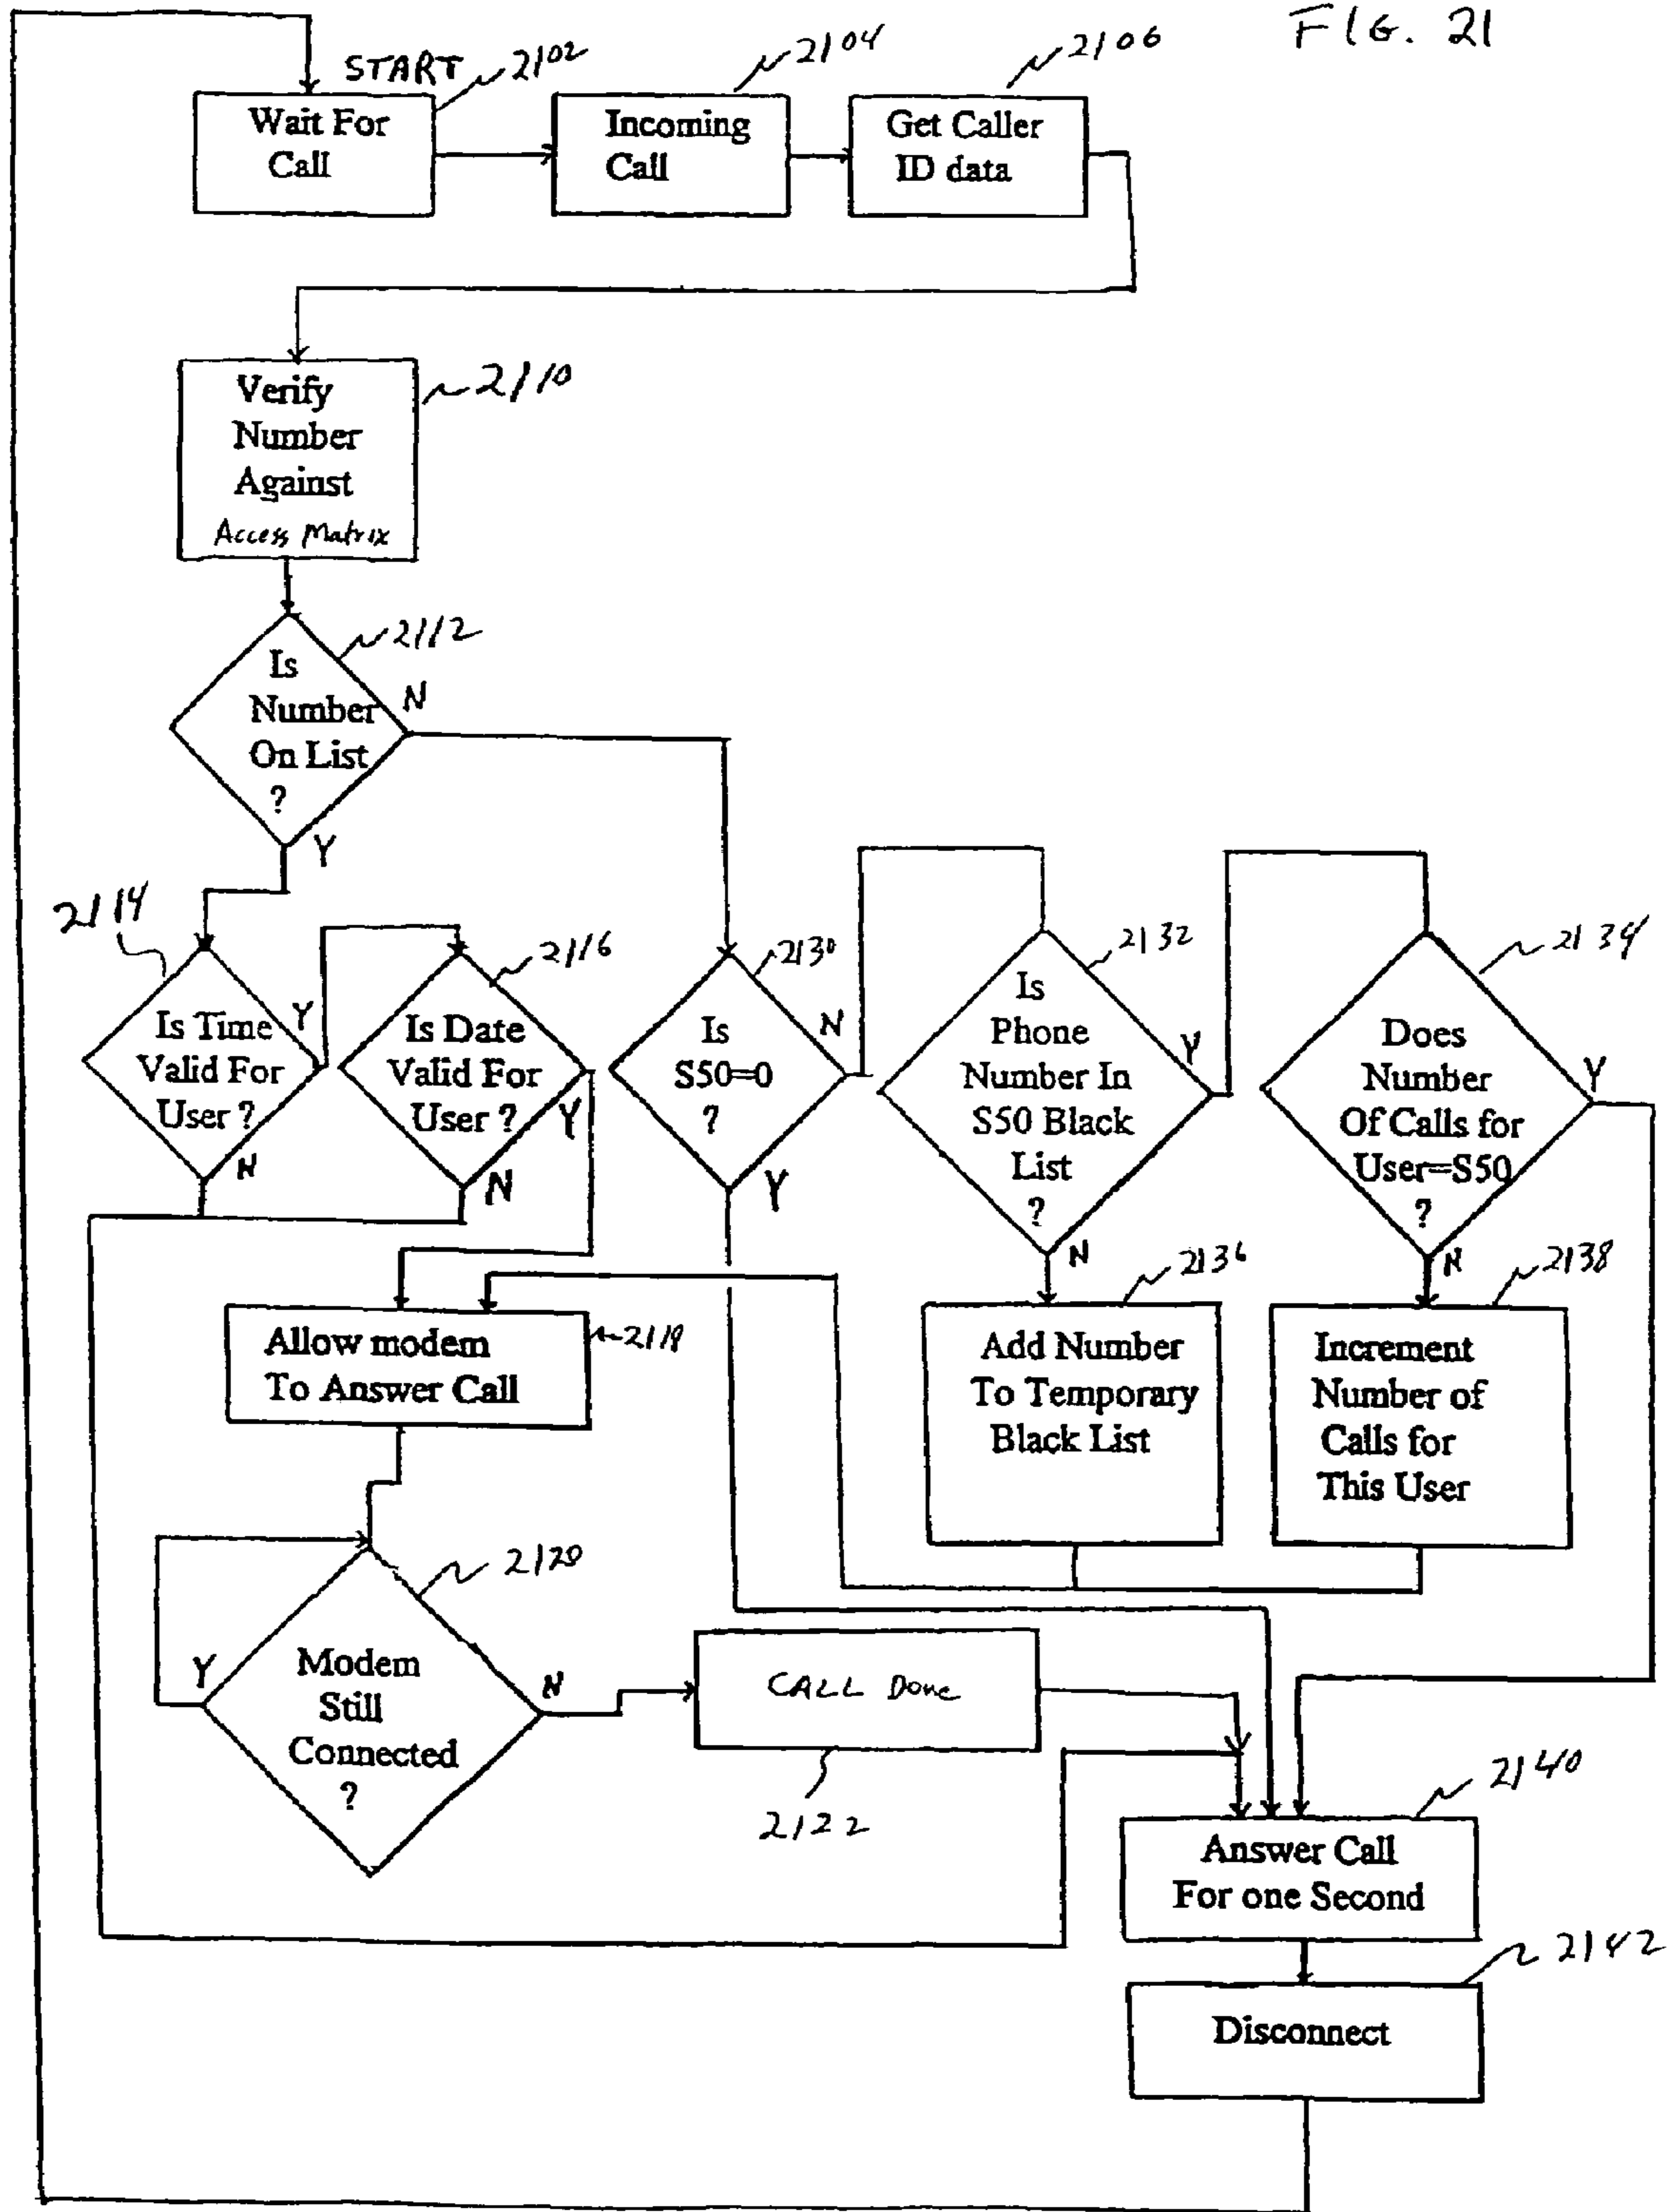 FIG. 21
START
2102
2104
2106
Wait For
Call
Incoming
Call
Get Caller
ID data
2110
Verify
Number
Against
Access Matrix
2112
Is
Number
On List
?
N
Y
2114
Is Time
Valid For
User ?
Y
N
2116
Is Date
Valid For
User ?
Y
N
2130
Is
S50=0
?
N
Y
2132
Is
Phone
Number In
S50 Black
List
?
Y
N
2134
Does
Number
Of Calls for
User=S50
?
Y
N
2118
Allow modem
To Answer Call
2136
Add Number
To Temporary
Black List
2138
Increment
Number of
Calls for
This User
2120
Modem
Still
Connected
?
Y
N
CALL Done
2122
2140
Answer Call
For one Second
2142
Disconnect